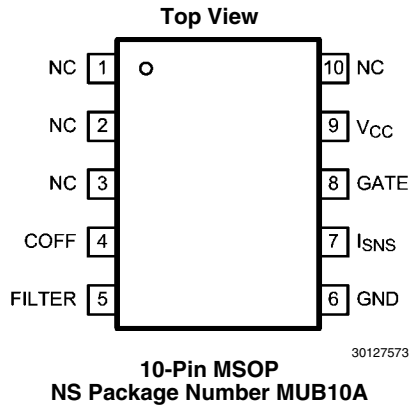 Top View
NC 1 10 NC
NC 2 9 VCC
NC 3 8 GATE
COFF 4 7 ISNS
FILTER 5 6 GND
30127573
10-Pin MSOP
NS Package Number MUB10A